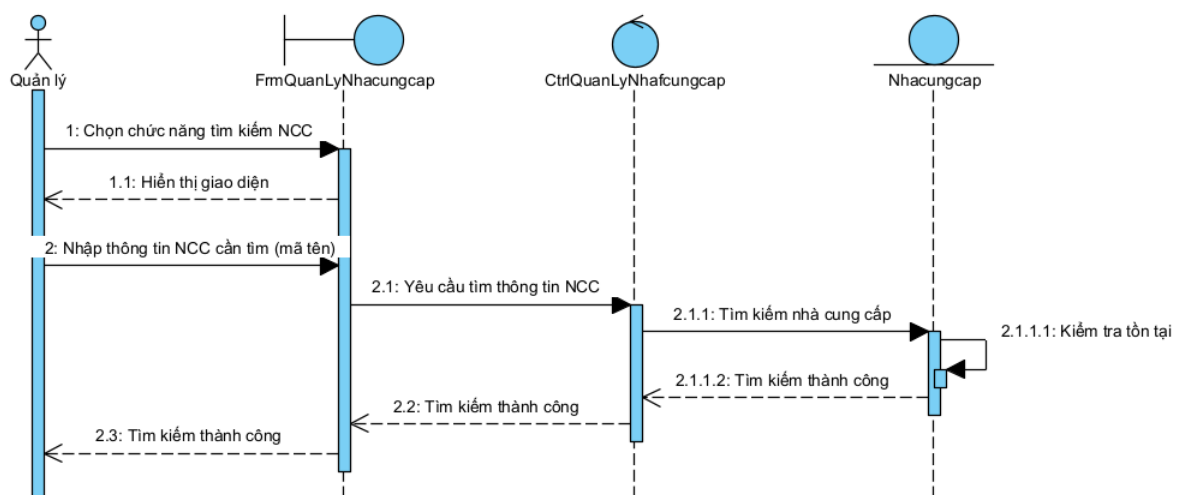 Quản lý
FrmQuanLyNhacungcap
CtrlQuanLyNhafcungcap
Nhacungcap
1: Chọn chức năng tìm kiếm NCC
1.1: Hiển thị giao diện
2: Nhập thông tin NCC cần tìm (mã tên)
2.1: Yêu cầu tìm thông tin NCC
2.1.1: Tìm kiếm nhà cung cấp
2.1.1.1: Kiểm tra tồn tại
2.1.1.2: Tìm kiếm thành công
2.2: Tìm kiếm thành công
2.3: Tìm kiếm thành công